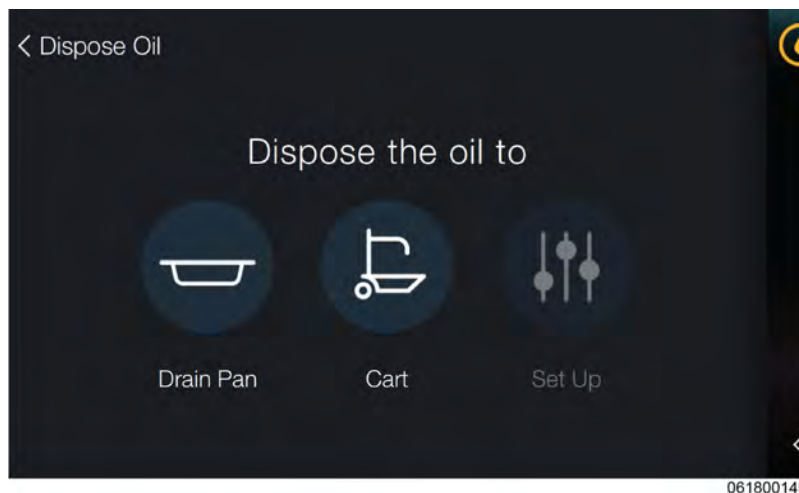 Dispose Oil
Dispose the oil to
Drain Pan
Cart
Set Up
06180014